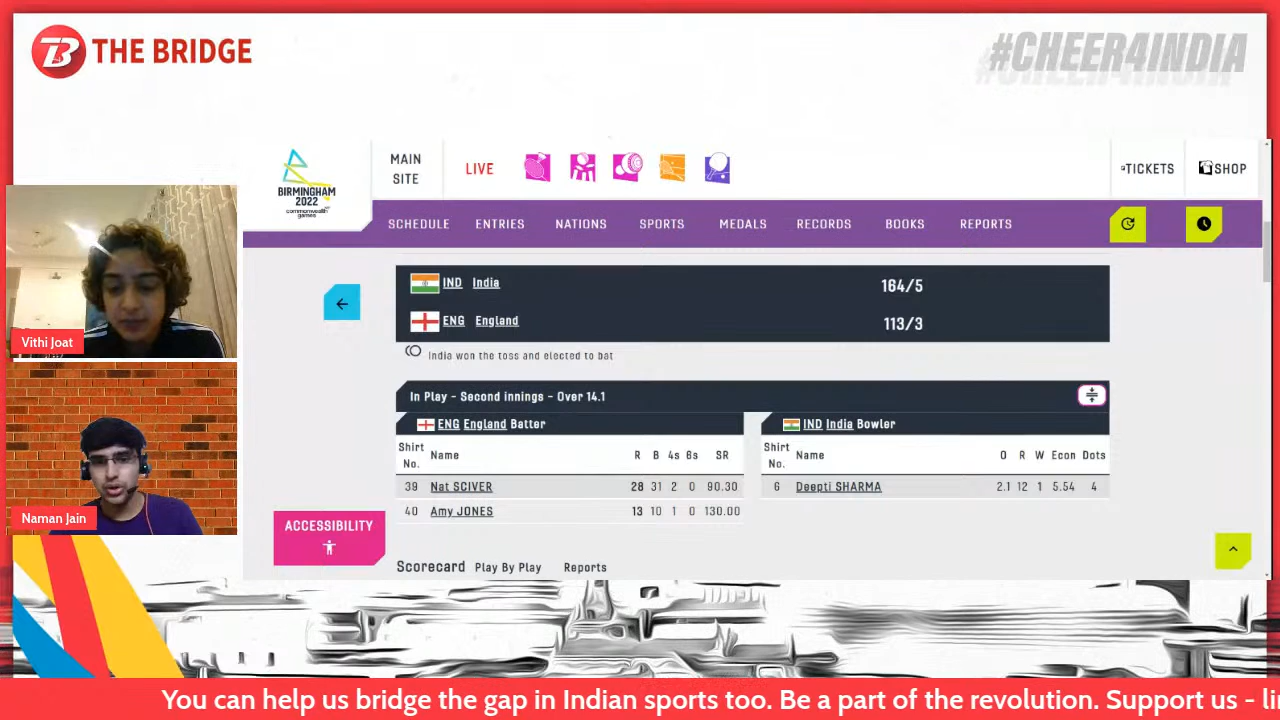 THE BRIDGE
#CHEER4INDIA
BIRMINGHAM
2022
commonwealth
games
MAIN
SITE
LIVE
TICKETS
SHOP
SCHEDULE ENTRIES NATIONS SPORTS MEDALS RECORDS BOOKS REPORTS
IND India 164/5
ENG England 113/3
India won the toss and elected to bat
In Play - Second innings - Over 14.1
ENG England Batter
Shirt No. Name R B 4s 6s SR
39 Nat SCIVER 28 31 2 0 90.30
40 Amy JONES 13 10 1 0 130.00
IND India Bowler
Shirt No. Name O R W Econ Dots
6 Deepti SHARMA 2.1 12 1 5.54 4
Scorecard Play By Play Reports
ACCESSIBILITY
Vithi Joat
Naman Jain
You can help us bridge the gap in Indian sports too. Be a part of the revolution. Support us - li